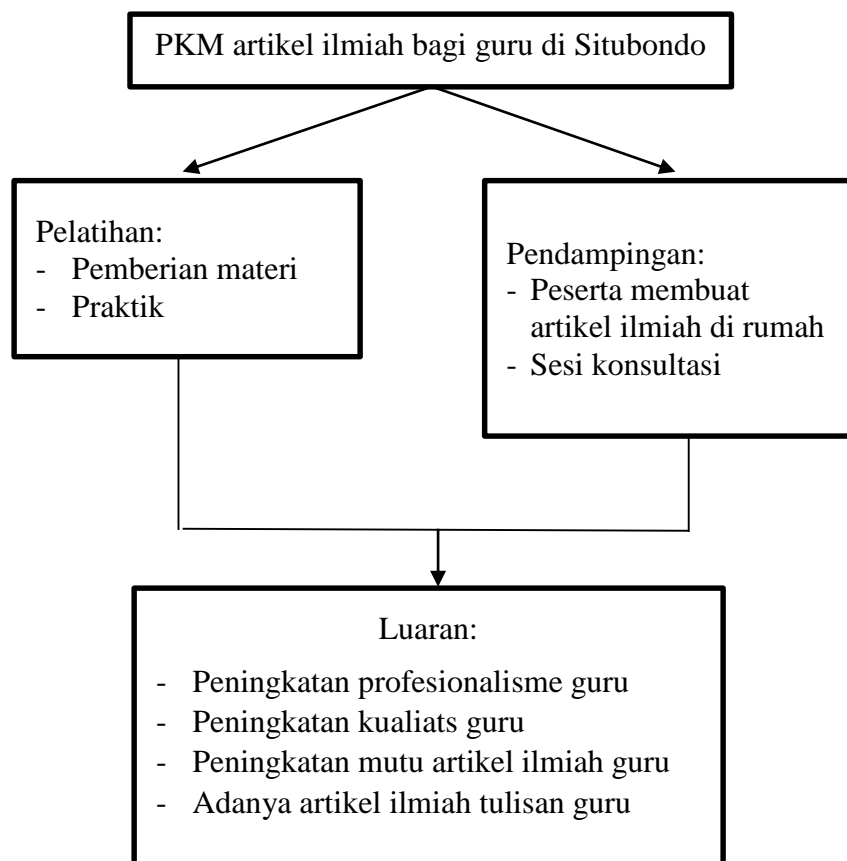 PKM artikel ilmiah bagi guru di Situbondo
Pelatihan:
- Pemberian materi
- Praktik
Pendampingan:
- Peserta membuat
artikel ilmiah di rumah
- Sesi konsultasi
Luaran:
- Peningkatan profesionalisme guru
- Peningkatan kualiats guru
- Peningkatan mutu artikel ilmiah guru
- Adanya artikel ilmiah tulisan guru